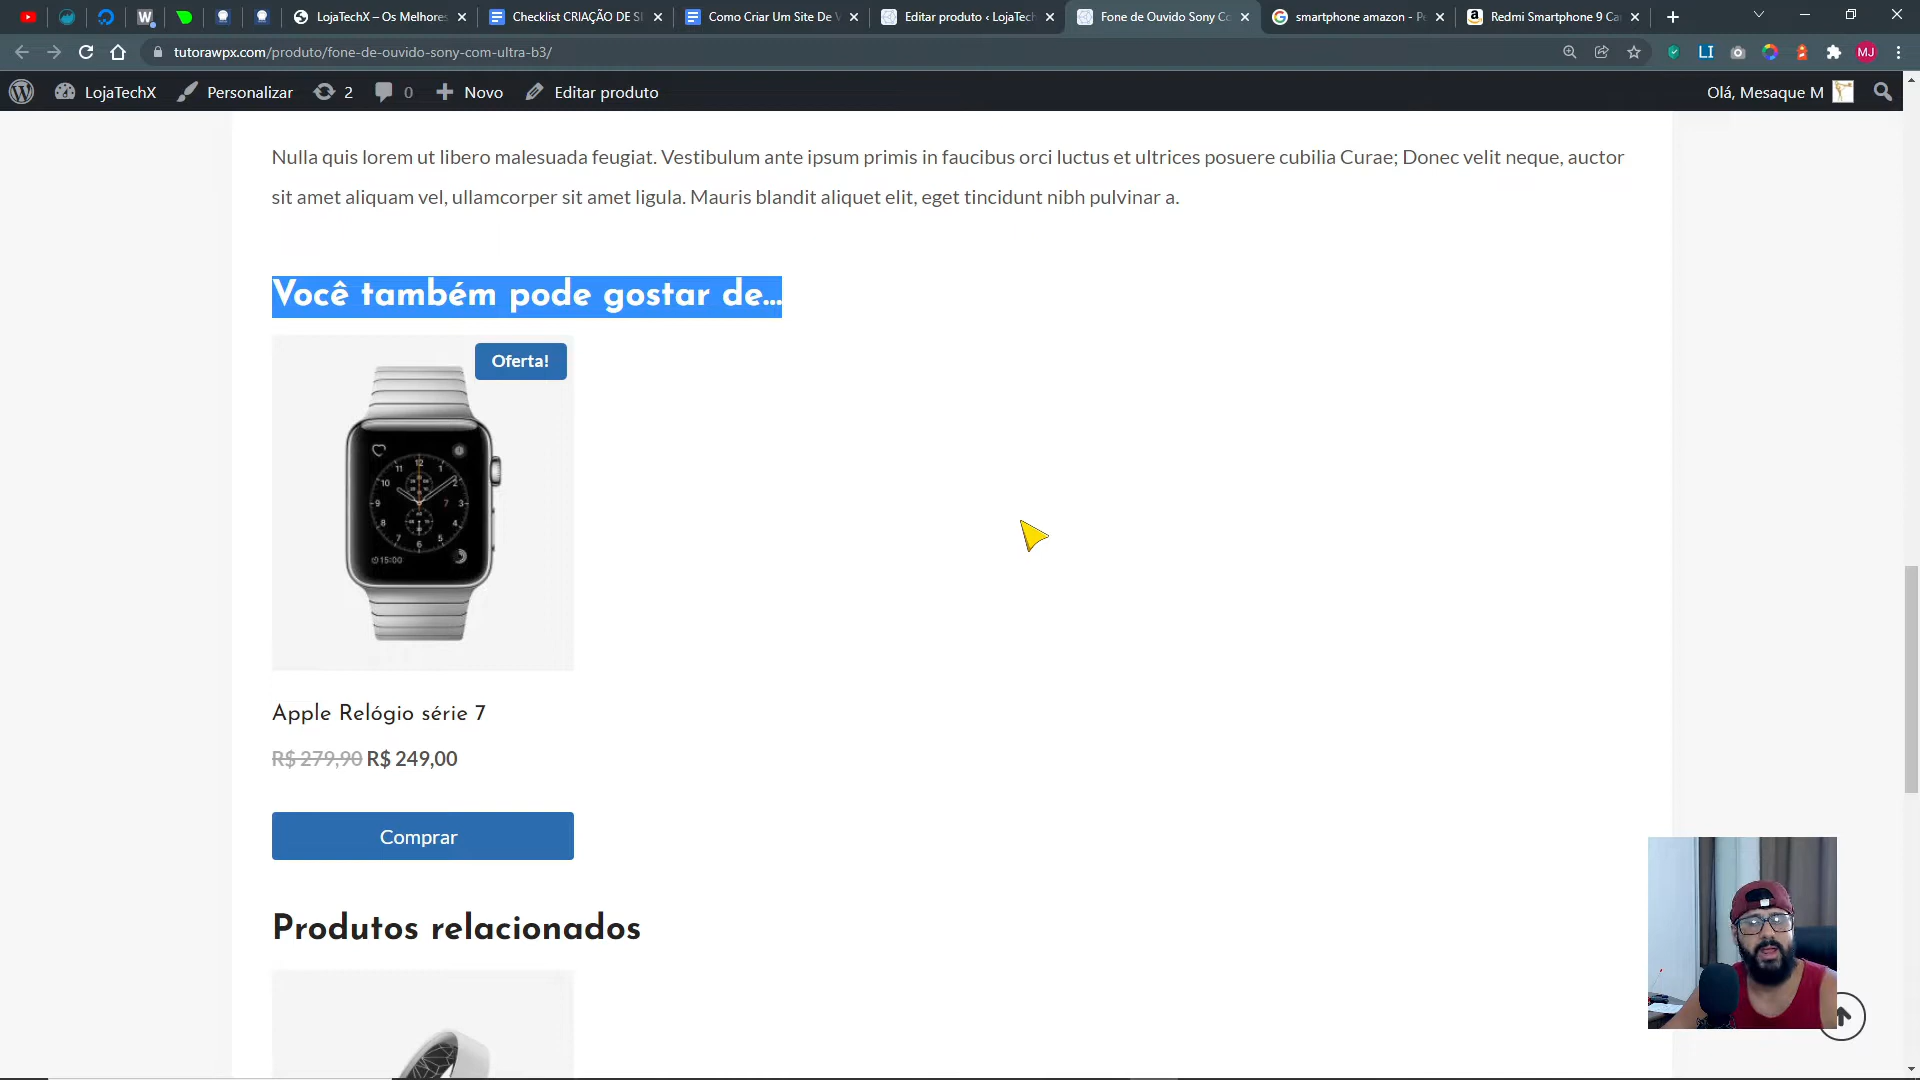 LojaTechX – Os Melhores
Checklist CRIAÇÃO DE SI
Como Criar Um Site De V
Editar produto ‹ LojaTech
Fone de Ouvido Sony Co
smartphone amazon - Pe
Redmi Smartphone 9 Ca
tutorawpx.com/produto/fone-de-ouvido-sony-com-ultra-b3/
LI
MJ
LojaTechX
Personalizar
2
0
Novo
Editar produto
Olá, Mesaque M
Nulla quis lorem ut libero malesuada feugiat. Vestibulum ante ipsum primis in faucibus orci luctus et ultrices posuere cubilia Curae; Donec velit neque, auctor
sit amet aliquam vel, ullamcorper sit amet ligula. Mauris blandit aliquet elit, eget tincidunt nibh pulvinar a.
Você também pode gostar de...
Oferta!
15:00
Apple Relógio série 7
R$ 279,90 R$ 249,00
Comprar
Produtos relacionados